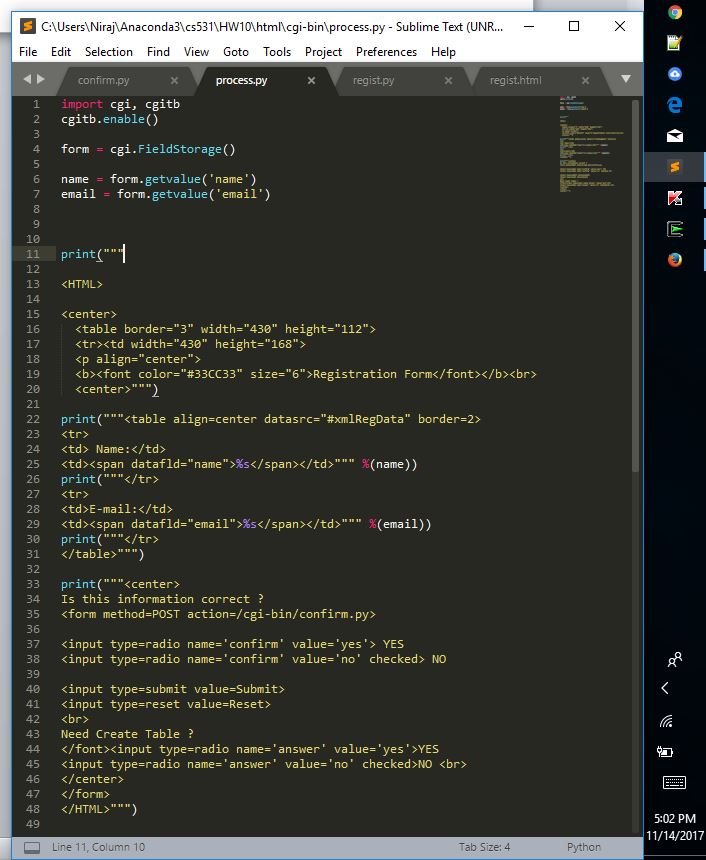 C:\Users\Niraj\Anaconda3\cs531\HW10\html\cgi-bin\process.py - Sublime Text (UNR...
File Edit Selection Find View Goto Tools Project Preferences Help
confirm.py × process.py × regist.py × regist.html ×
1 import cgi, cgitb
2 cgitb.enable()
3
4 form = cgi.FieldStorage()
5
6 name = form.getvalue('name')
7 email = form.getvalue('email')
8
9
10
11 print("""
12
13 <HTML>
14
15 <center>
16   <table border="3" width="430" height="112">
17   <tr><td width="430" height="168">
18   <p align="center">
19   <b><font color="#33CC33" size="6">Registration Form</font></b><br>
20   <center>""")
21
22 print("""<table align=center datasrc="#xmlRegData" border=2>
23 <tr>
24 <td> Name:</td>
25 <td><span datafld="name">%s</span></td>""" %(name))
26 print("""</tr>
27 <tr>
28 <td>E-mail:</td>
29 <td><span datafld="email">%s</span></td>""" %(email))
30 print("""</tr>
31 </table>""")
32
33 print("""<center>
34 Is this information correct ?
35 <form method=POST action=/cgi-bin/confirm.py>
36
37 <input type=radio name='confirm' value='yes'> YES
38 <input type=radio name='confirm' value='no' checked> NO
39
40 <input type=submit value=Submit>
41 <input type=reset value=Reset>
42 <br>
43 Need Create Table ?
44 </font><input type=radio name='answer' value='yes'>YES
45 <input type=radio name='answer' value='no' checked>NO <br>
46 </center>
47 </form>
48 </HTML>""")
49
Line 11, Column 10 Tab Size: 4 Python
5:02 PM
11/14/2017